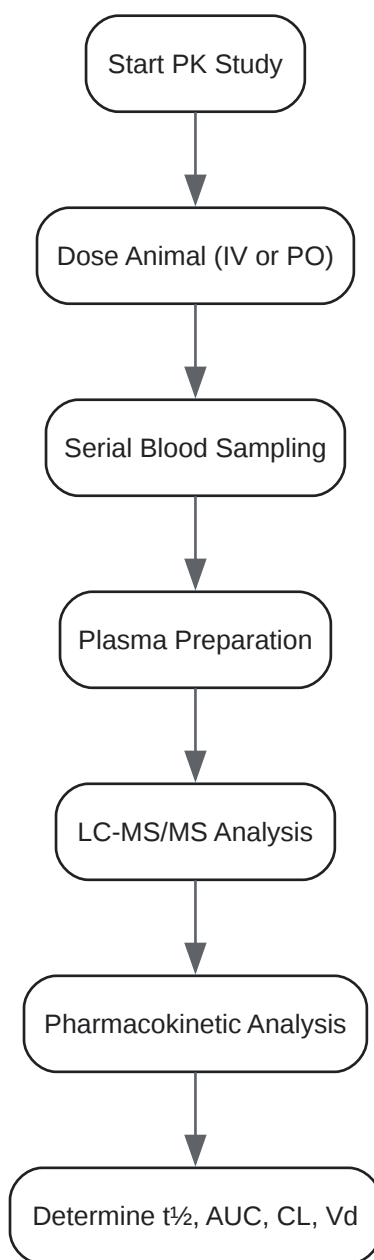 Start PK Study
Dose Animal (IV or PO)
Serial Blood Sampling
Plasma Preparation
LC-MS/MS Analysis
Pharmacokinetic Analysis
Determine t½, AUC, CL, Vd